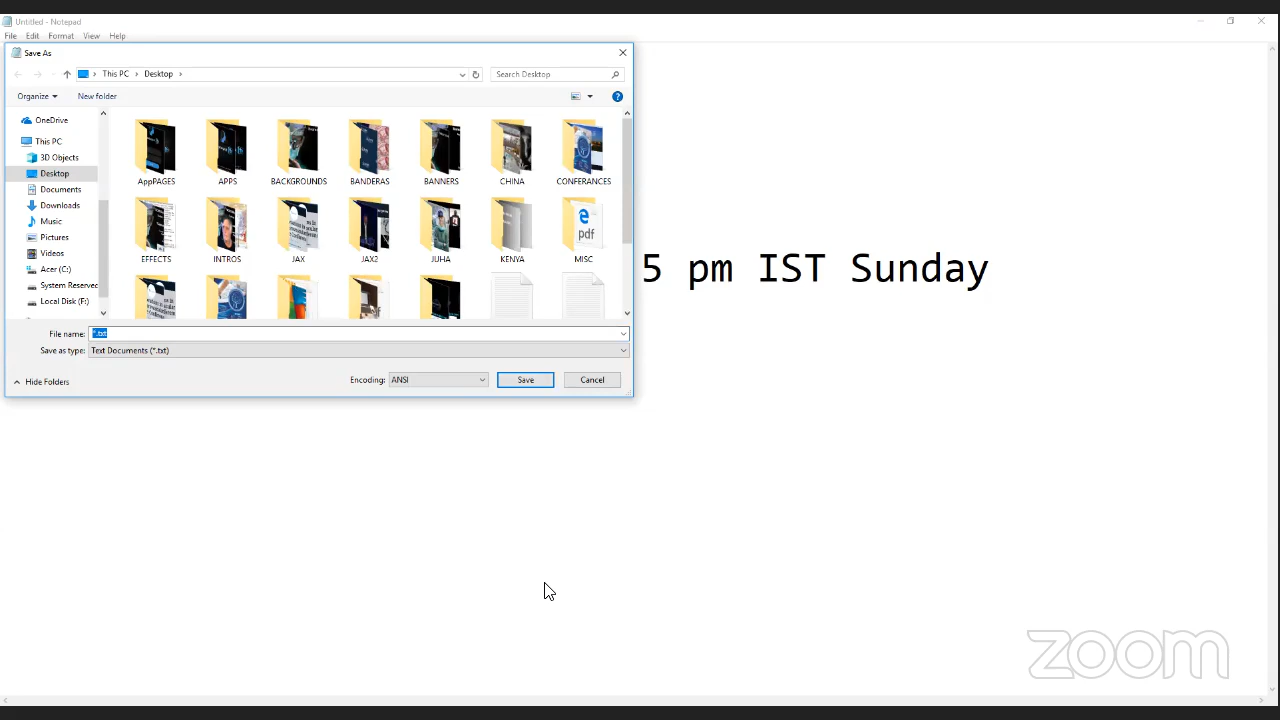 Untitled - Notepad
File Edit Format View Help
Save As
This PC Desktop
Search Desktop
Organize New folder
OneDrive
This PC
3D Objects
Desktop
Documents
Downloads
Music
Pictures
Videos
Acer (C:)
System Reserved
Local Disk (F:)
AppPAGES APPS BACKGROUNDS BANDERAS BANNERS CHINA CONFERANCES
pdf
EFFECTS INTROS JAX JAX2 JUHA KENYA MISC
5 pm IST Sunday
File name: *.txt
Save as type: Text Documents (*.txt)
Hide Folders
Encoding: ANSI Save Cancel
zoom